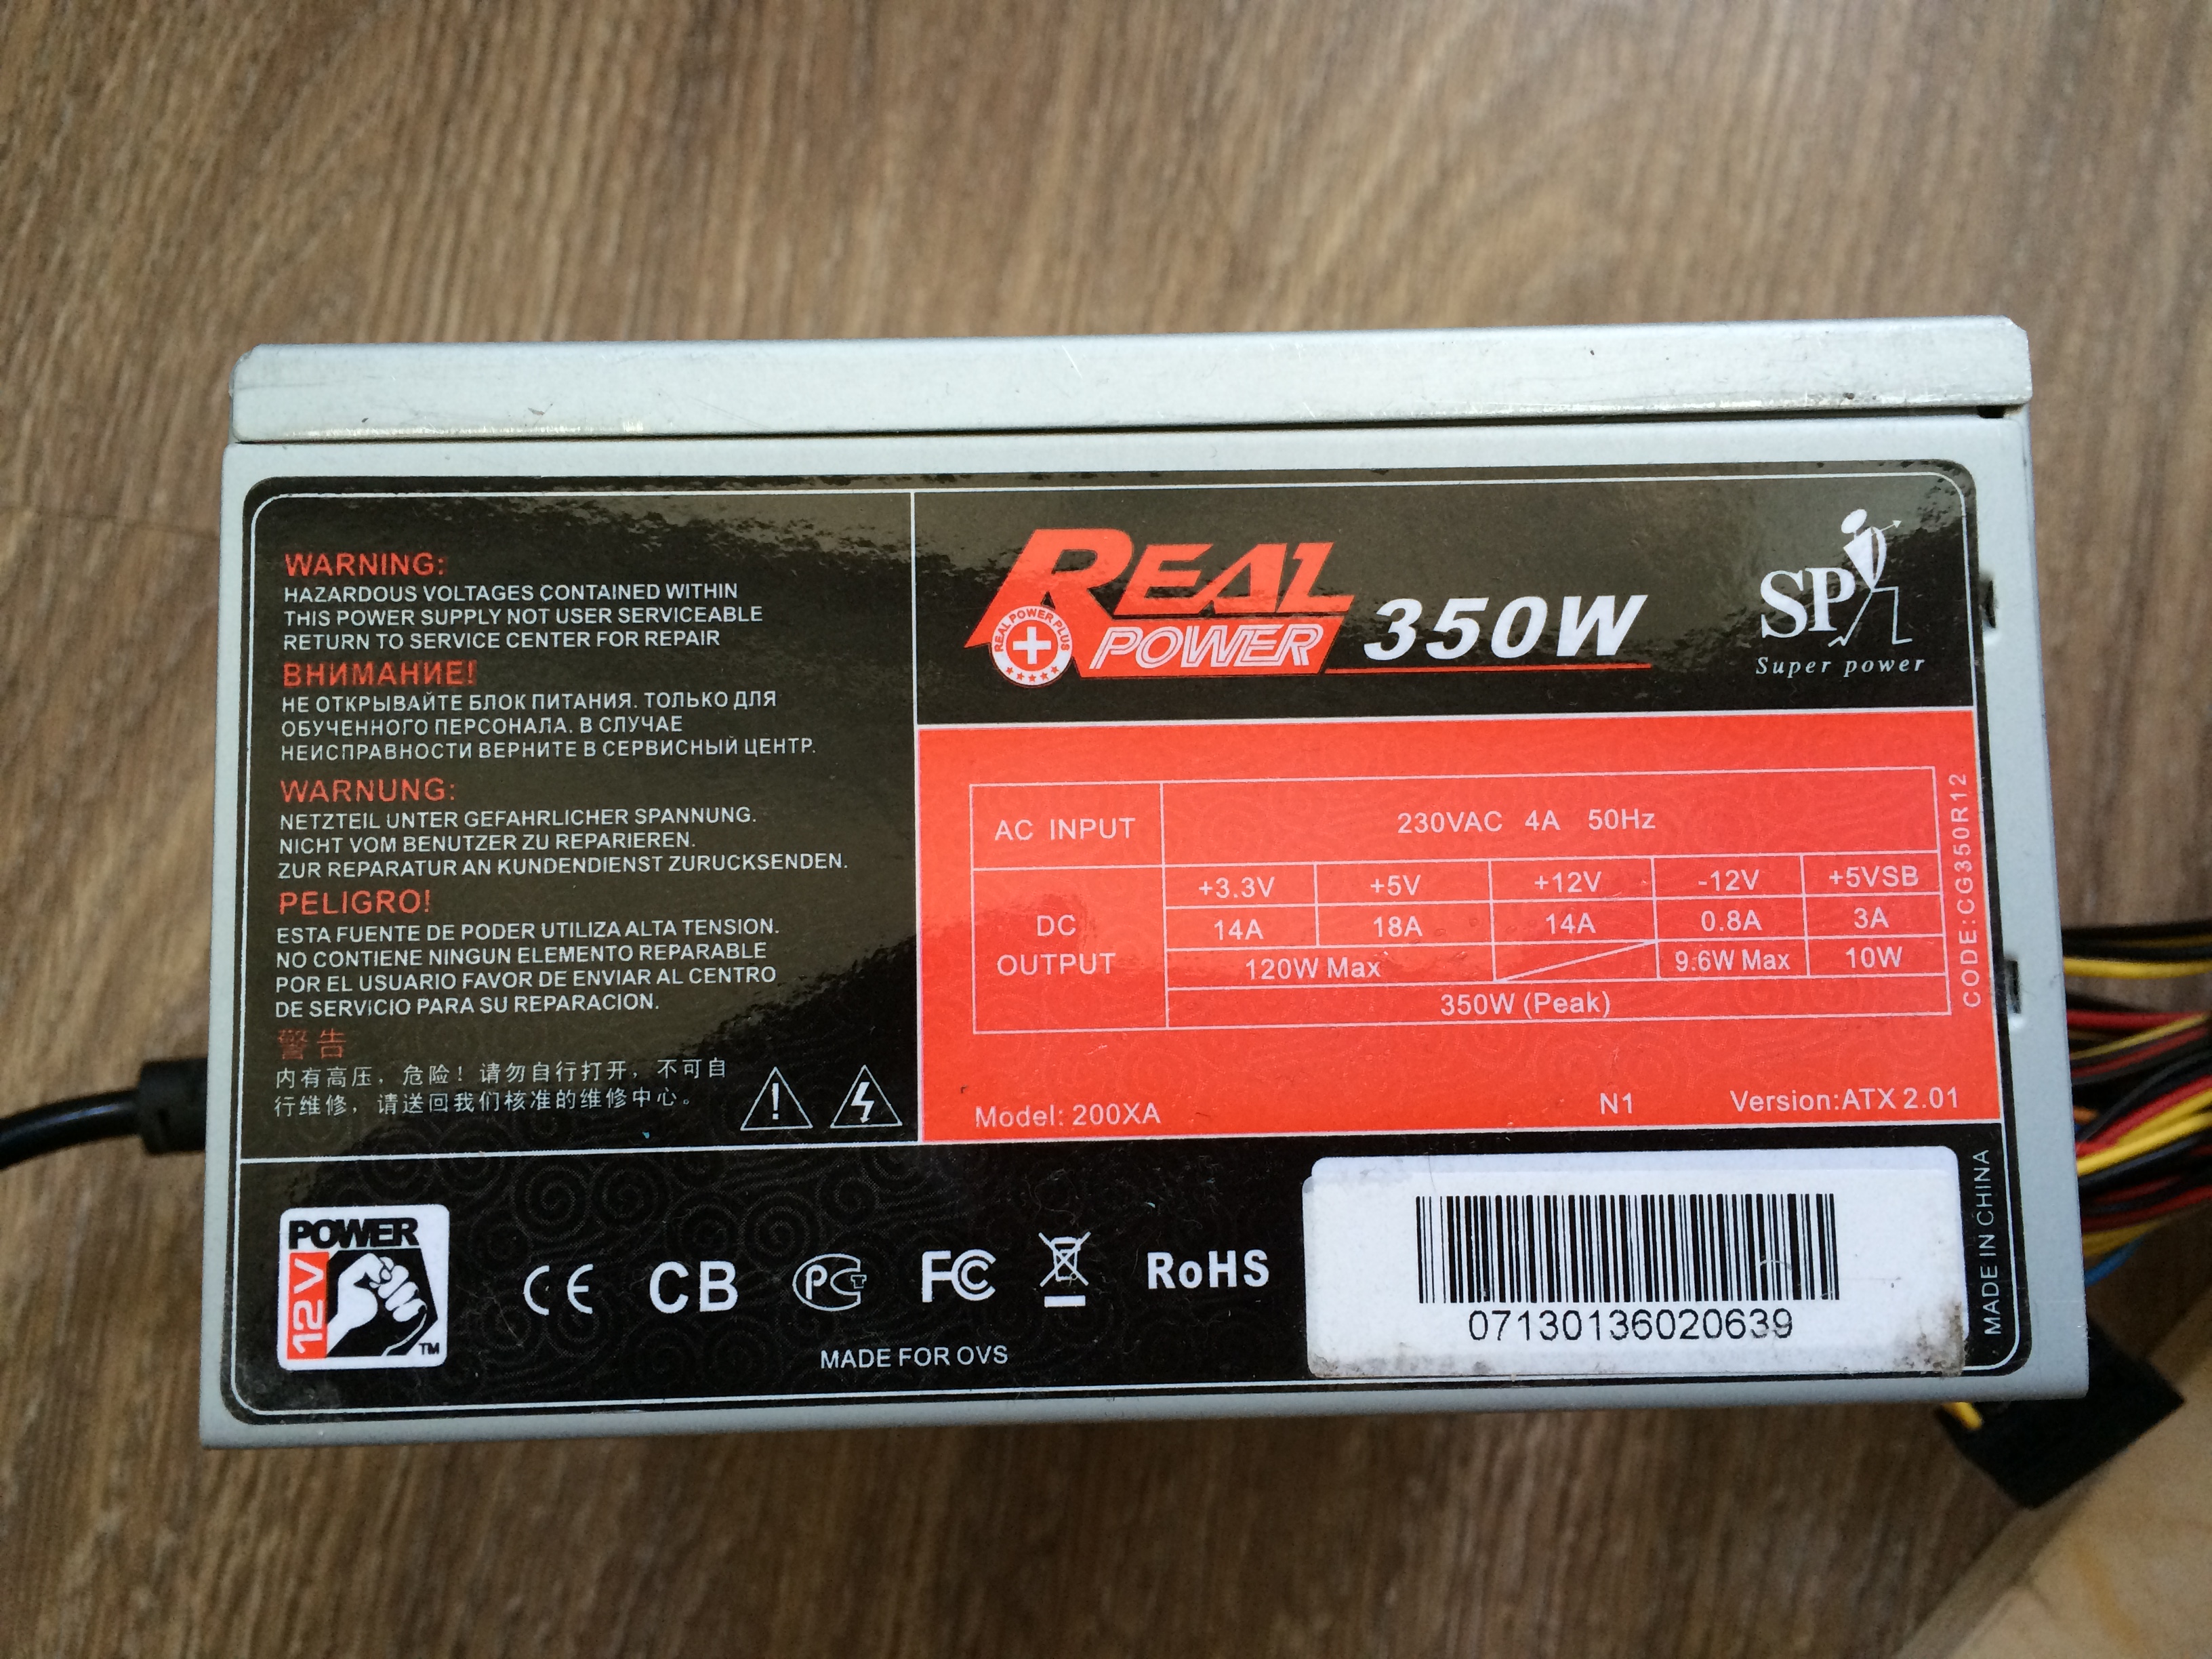 WARNING:
HAZARDOUS VOLTAGES CONTAINED WITHIN
THIS POWER SUPPLY NOT USER SERVICEABLE
RETURN TO SERVICE CENTER FOR REPAIR
ВНИМАНИЕ!
НЕ ОТКРЫВАЙТЕ БЛОК ПИТАНИЯ. ТОЛЬКО ДЛЯ
ОБУЧЕННОГО ПЕРСОНАЛА. В СЛУЧАЕ
НЕИСПРАВНОСТИ ВЕРНИТЕ В СЕРВИСНЫЙ ЦЕНТР.
WARNUNG:
NETZTEIL UNTER GEFAHRLICHER SPANNUNG.
NICHT VOM BENUTZER ZU REPARIEREN.
ZUR REPARATUR AN KUNDENDIENST ZURUCKSENDEN.
PELIGRO!
ESTA FUENTE DE PODER UTILIZA ALTA TENSION.
NO CONTIENE NINGUN ELEMENTO REPARABLE
POR EL USUARIO FAVOR DE ENVIAR AL CENTRO
DE SERVICIO PARA SU REPARACION.
警告
内有高压，危险！请勿自行打开，不可自
行维修，请送回我们核准的维修中心。
REAL
POWER 350W
REAL POWER PLUS
SP
Super power
AC INPUT 230VAC 4A 50Hz
DC OUTPUT +3.3V +5V +12V -12V +5VSB
14A 18A 14A 0.8A 3A
120W Max 9.6W Max 10W
350W (Peak)
CODE:CG350R12
Model: 200XA N1 Version:ATX 2.01
POWER
12V
TM
CE CB PCT FC RoHS
MADE FOR OVS
07130136020639
MADE IN CHINA